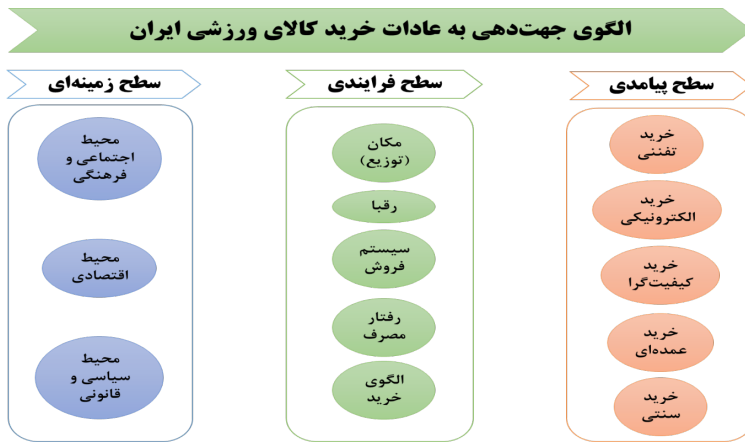 الگوی جهت‌دهی به عادات خرید کالای ورزشی ایران
سطح زمینه‌ای
محیط
اجتماعی و
فرهنگی
محیط
اقتصادی
محیط
سیاسی و
قانونی
سطح فرایندی
مکان
(توزیع)
رقبا
سیستم
فروش
رفتار
مصرف
الگوی
خرید
سطح پیامدی
خرید
تفننی
خرید
الکترونیکی
خرید
کیفیت‌گرا
خرید
عمده‌ای
خرید
سنتی